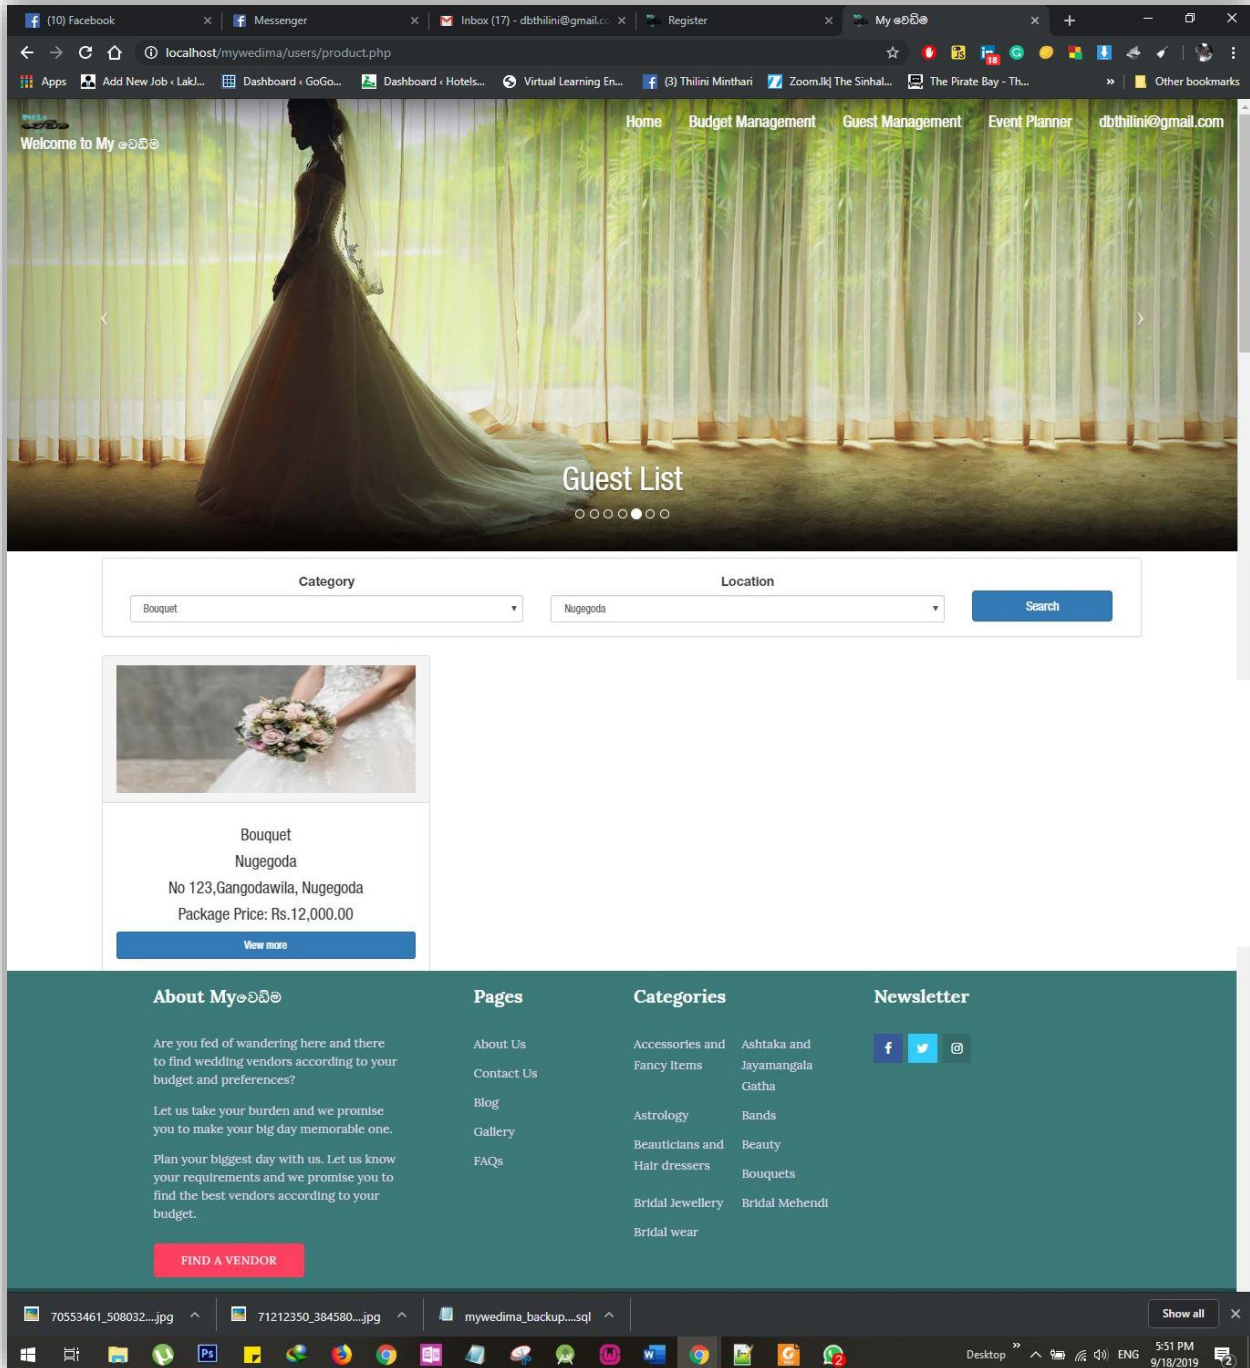 (10) Facebook
Messenger
Inbox (17) - dbthilini@gmail.co
Register
My වෙඩිම
localhost/mywedima/users/product.php
Apps
Add New Job ‹ LakJ...
Dashboard ‹ GoGo...
Dashboard ‹ Hotels...
Virtual Learning En...
(3) Thilini Minthari
Zoom.lk| The Sinhal...
The Pirate Bay - Th...
»
Other bookmarks
Home
Budget Management
Guest Management
Event Planner
dbthilini@gmail.com
Welcome to My වෙඩිම
Guest List
Category
Location
Bouquet
Nugegoda
Search
Bouquet
Nugegoda
No 123,Gangodawila, Nugegoda
Package Price: Rs.12,000.00
View more
About Myවෙඩිම
Are you fed of wandering here and there
to find wedding vendors according to your
budget and preferences?
Let us take your burden and we promise
you to make your big day memorable one.
Plan your biggest day with us. Let us know
your requirements and we promise you to
find the best vendors according to your
budget.
FIND A VENDOR
Pages
About Us
Contact Us
Blog
Gallery
FAQs
Categories
Accessories and
Fancy Items
Astrology
Beauticians and
Hair dressers
Bridal Jewellery
Bridal wear
Ashtaka and
Jayamangala
Gatha
Bands
Beauty
Bouquets
Bridal Mehendi
Newsletter
70553461_508032....jpg
71212350_384580....jpg
mywedima_backup....sql
Show all
Desktop
ENG
5:51 PM
9/18/2019